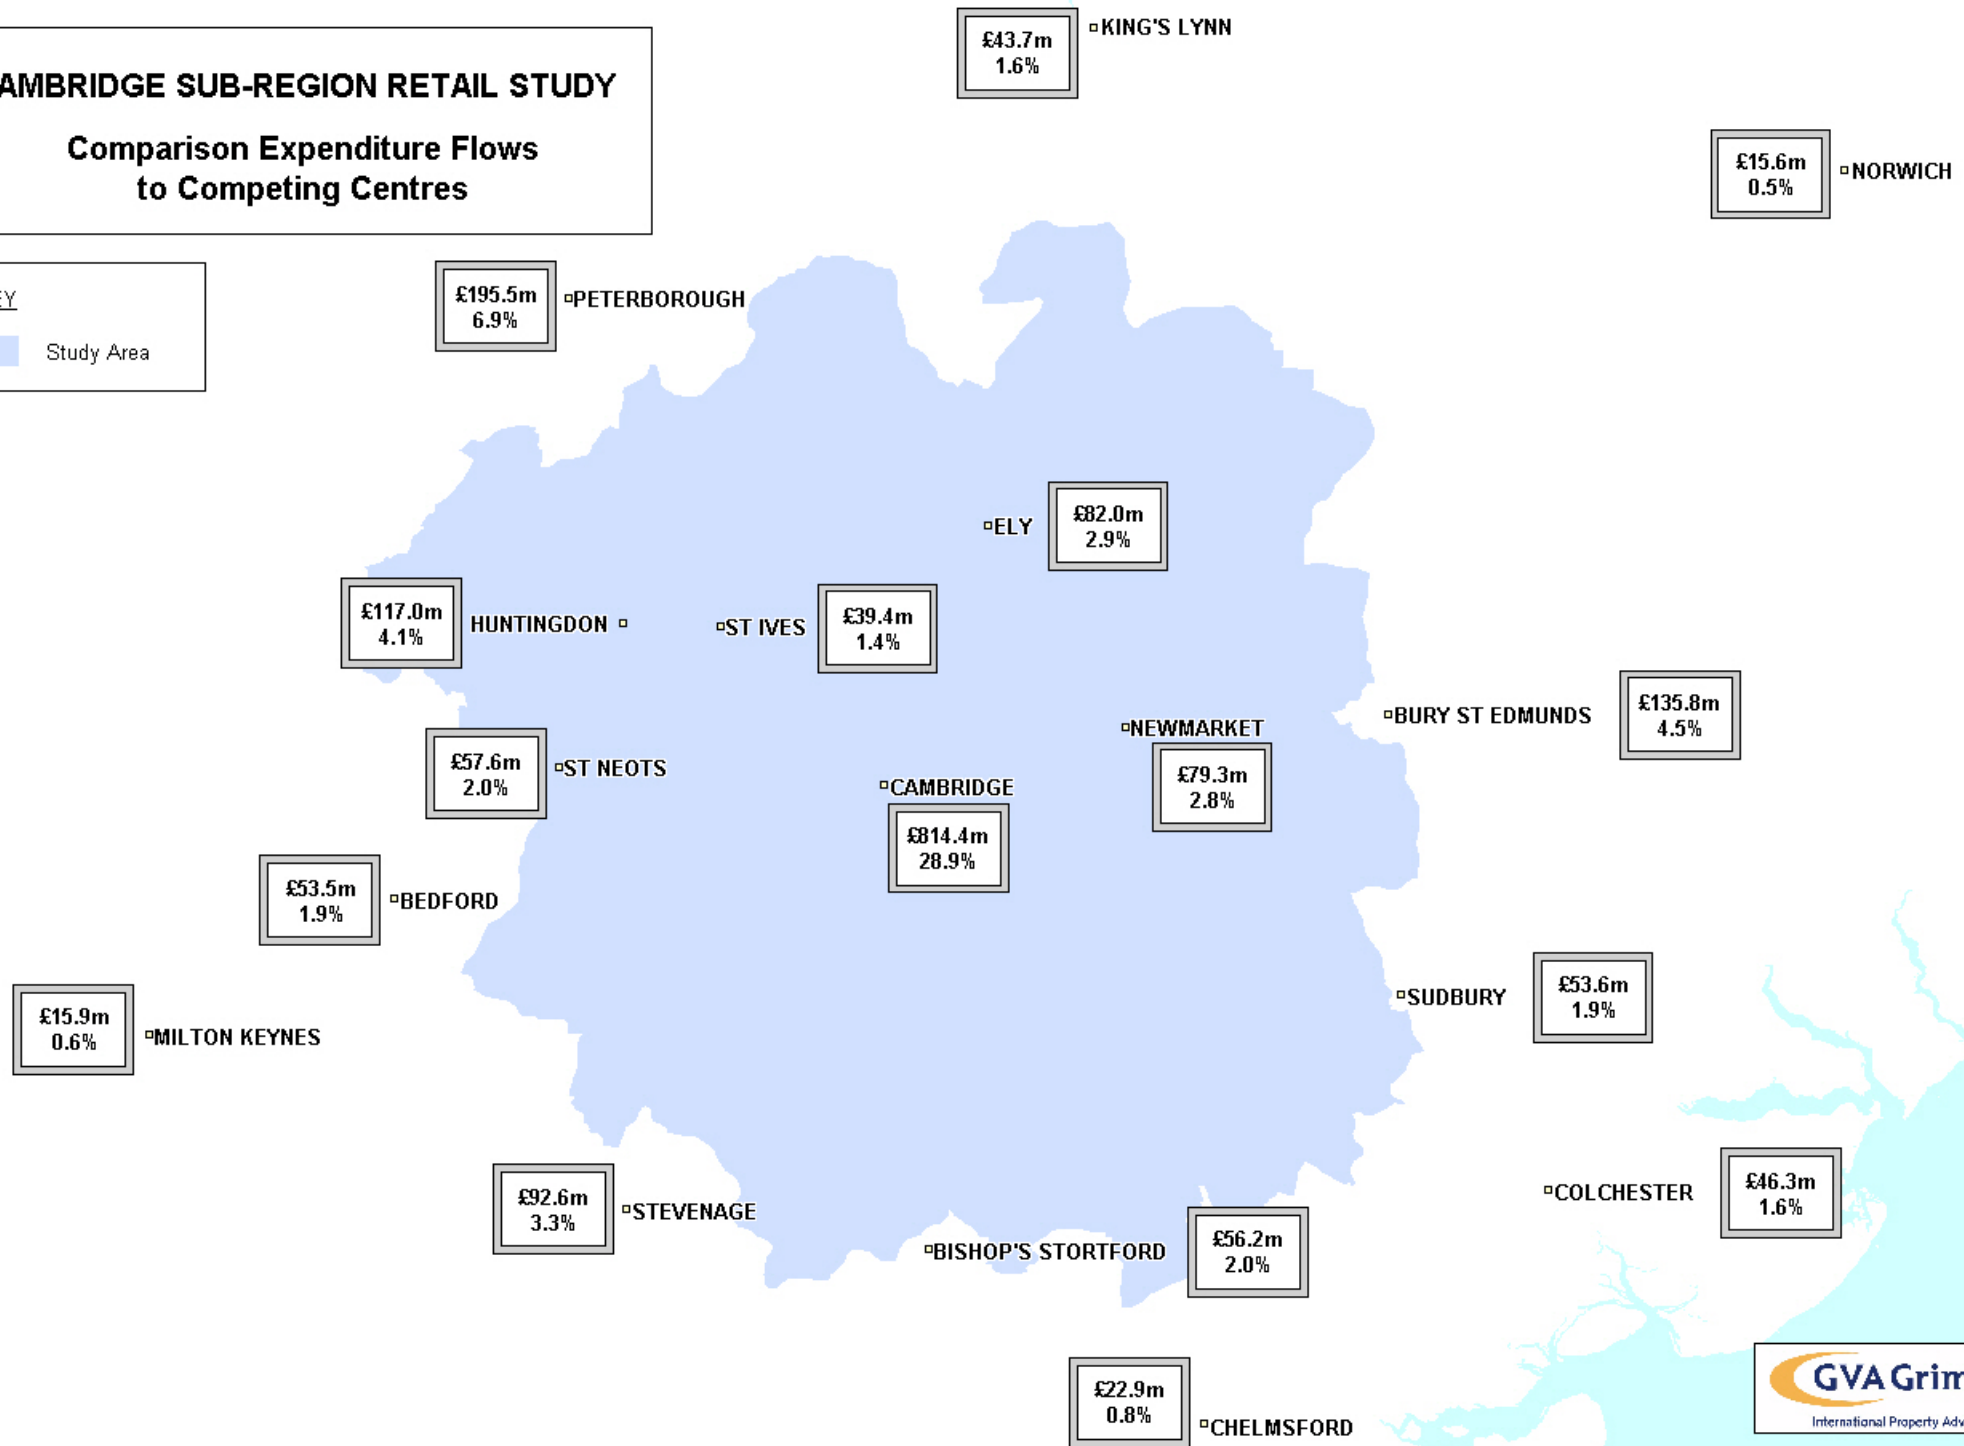 AMBRIDGE SUB-REGION RETAIL STUDY
Comparison Expenditure Flows
to Competing Centres
EY
Study Area
£43.7m
1.6%
KING'S LYNN
£15.6m
0.5%
NORWICH
£195.5m
6.9%
PETERBOROUGH
ELY
£82.0m
2.9%
£117.0m
4.1%
HUNTINGDON
ST IVES
£39.4m
1.4%
BURY ST EDMUNDS
£135.8m
4.5%
NEWMARKET
£79.3m
2.8%
£57.6m
2.0%
ST NEOTS
CAMBRIDGE
£814.4m
28.9%
£53.5m
1.9%
BEDFORD
SUDBURY
£53.6m
1.9%
£15.9m
0.6%
MILTON KEYNES
COLCHESTER
£46.3m
1.6%
£92.6m
3.3%
STEVENAGE
BISHOP'S STORTFORD
£56.2m
2.0%
£22.9m
0.8%
CHELMSFORD
GVA Grim
International Property Adv